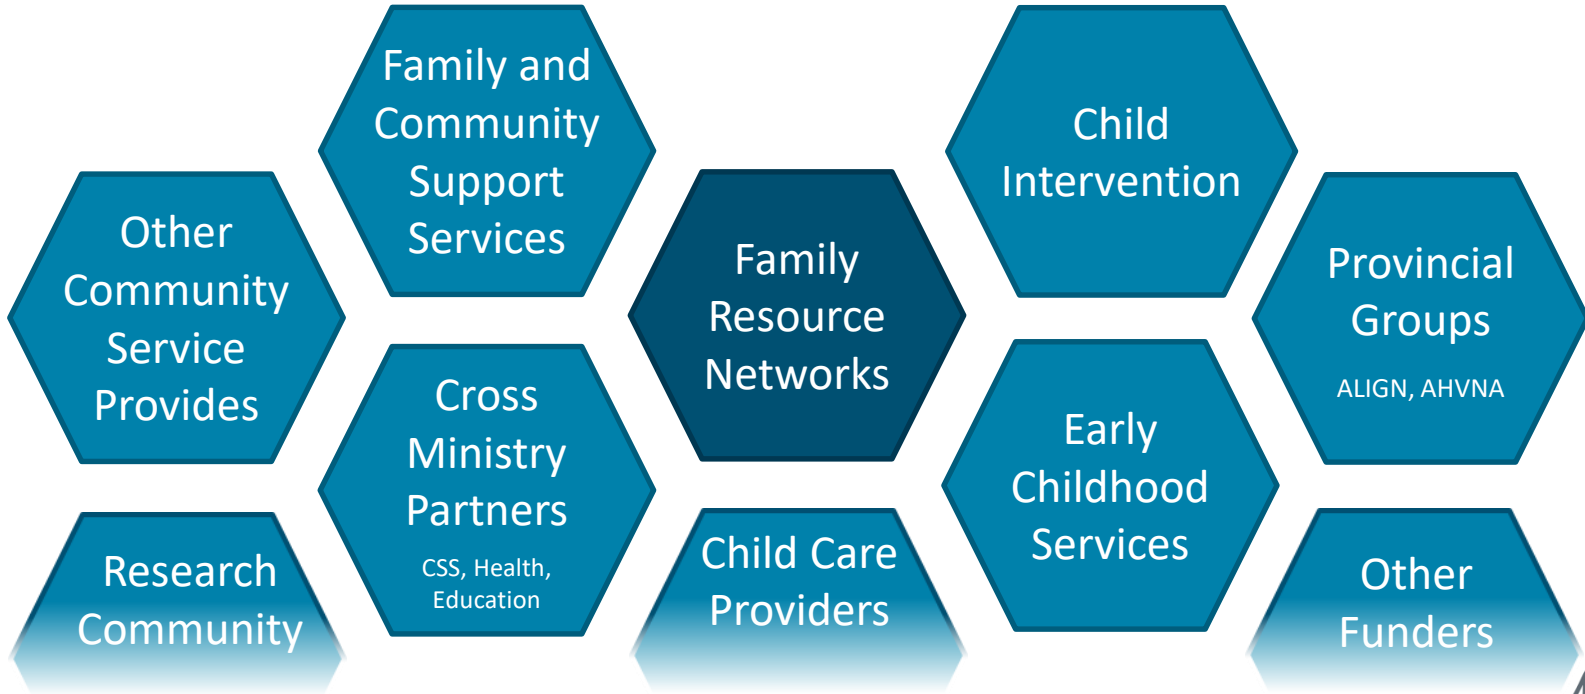 Family and
Community
Support
Services
Child
Intervention
Other
Community
Service
Provides
Family
Resource
Networks
Provincial
Groups
ALIGN, AHVNA
Cross
Ministry
Partners
CSS, Health,
Education
Early
Childhood
Services
Research
Community
Child Care
Providers
Other
Funders